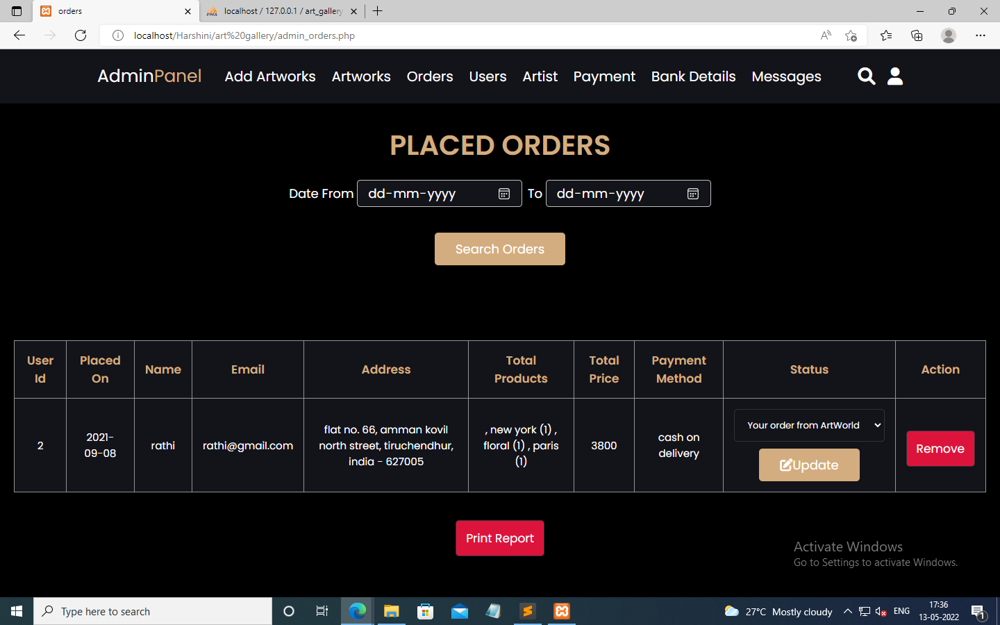 orders
localhost / 127.0.0.1 / art_gallery
localhost/Harshini/art%20gallery/admin_orders.php
AdminPanel Add Artworks Artworks Orders Users Artist Payment Bank Details Messages
PLACED ORDERS
Date From dd-mm-yyyy To dd-mm-yyyy
Search Orders
User Id Placed On Name Email Address Total Products Total Price Payment Method Status Action
2
2021-
09-08
rathi
rathi@gmail.com
flat no. 66, amman kovil
north street, tiruchendhur,
india - 627005
, new york (1) ,
floral (1) , paris
(1)
3800
cash on
delivery
Your order from ArtWorld
Update
Remove
Print Report
Activate Windows
Go to Settings to activate Windows.
Type here to search
27°C Mostly cloudy
ENG
17:36
13-05-2022
1